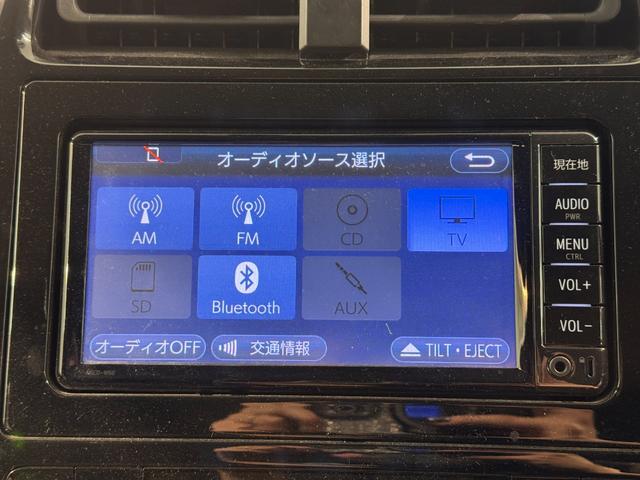 オーディオソース選択
AM
FM
CD
TV
SD
Bluetooth
AUX
オーディオOFF
交通情報
TILT・EJECT
現在地
AUDIO
PWR
MENU
CTRL
VOL+
VOL-